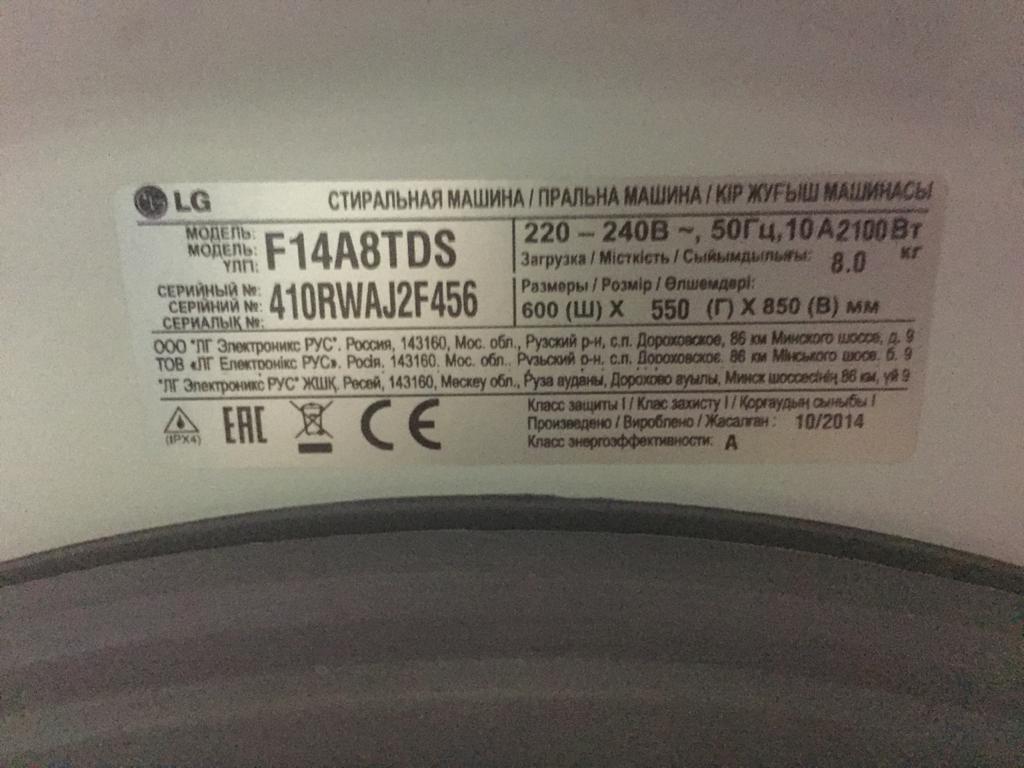 LG
СТИРАЛЬНАЯ МАШИНА / ПРАЛЬНА МАШИНА / КІР ЖУҒЫШ МАШИНАСЫ
МОДЕЛЬ:
МОДЕЛЬ:
ҮЛГІ:
F14A8TDS
СЕРИЙНЫЙ №:
СЕРІЙНИЙ №:
СЕРИАЛЫК №:
410RWAJ2F456
220 – 240В ~, 50Гц,10 А2100Вт
Загрузка / Місткість / Сыйымдылығы: 8.0 кг
Размеры / Розмір / Өлшемдері:
600 (Ш) X 550 (Г) X 850 (В) мм
ООО "ЛГ Электроникс РУС". Россия, 143160, Мос. обл., Рузский р-н, с.п. Дороховское, 86 км Минского шоссе, д. 9
ТОВ «ЛГ Електронікс РУС». Росія, 143160. Мос. обл.. Рузьский о-н. с.п. Дороховское. 86 км Мінського шосе. б. 9
"ЛГ Электроникс РУС" ЖШҚ, Ресей, 143160, Мескеу обл., Руза ауданы, Дорохово ауылы, Минск шоссесінің 86 км, үй 9
(IPX4)
EAC
CE
Класс защиты I / Клас захисту I / Қорғаудың сыныбы I
Произведено / Вироблено / Жасалған : 10/2014
Класс энергоэффективности: A